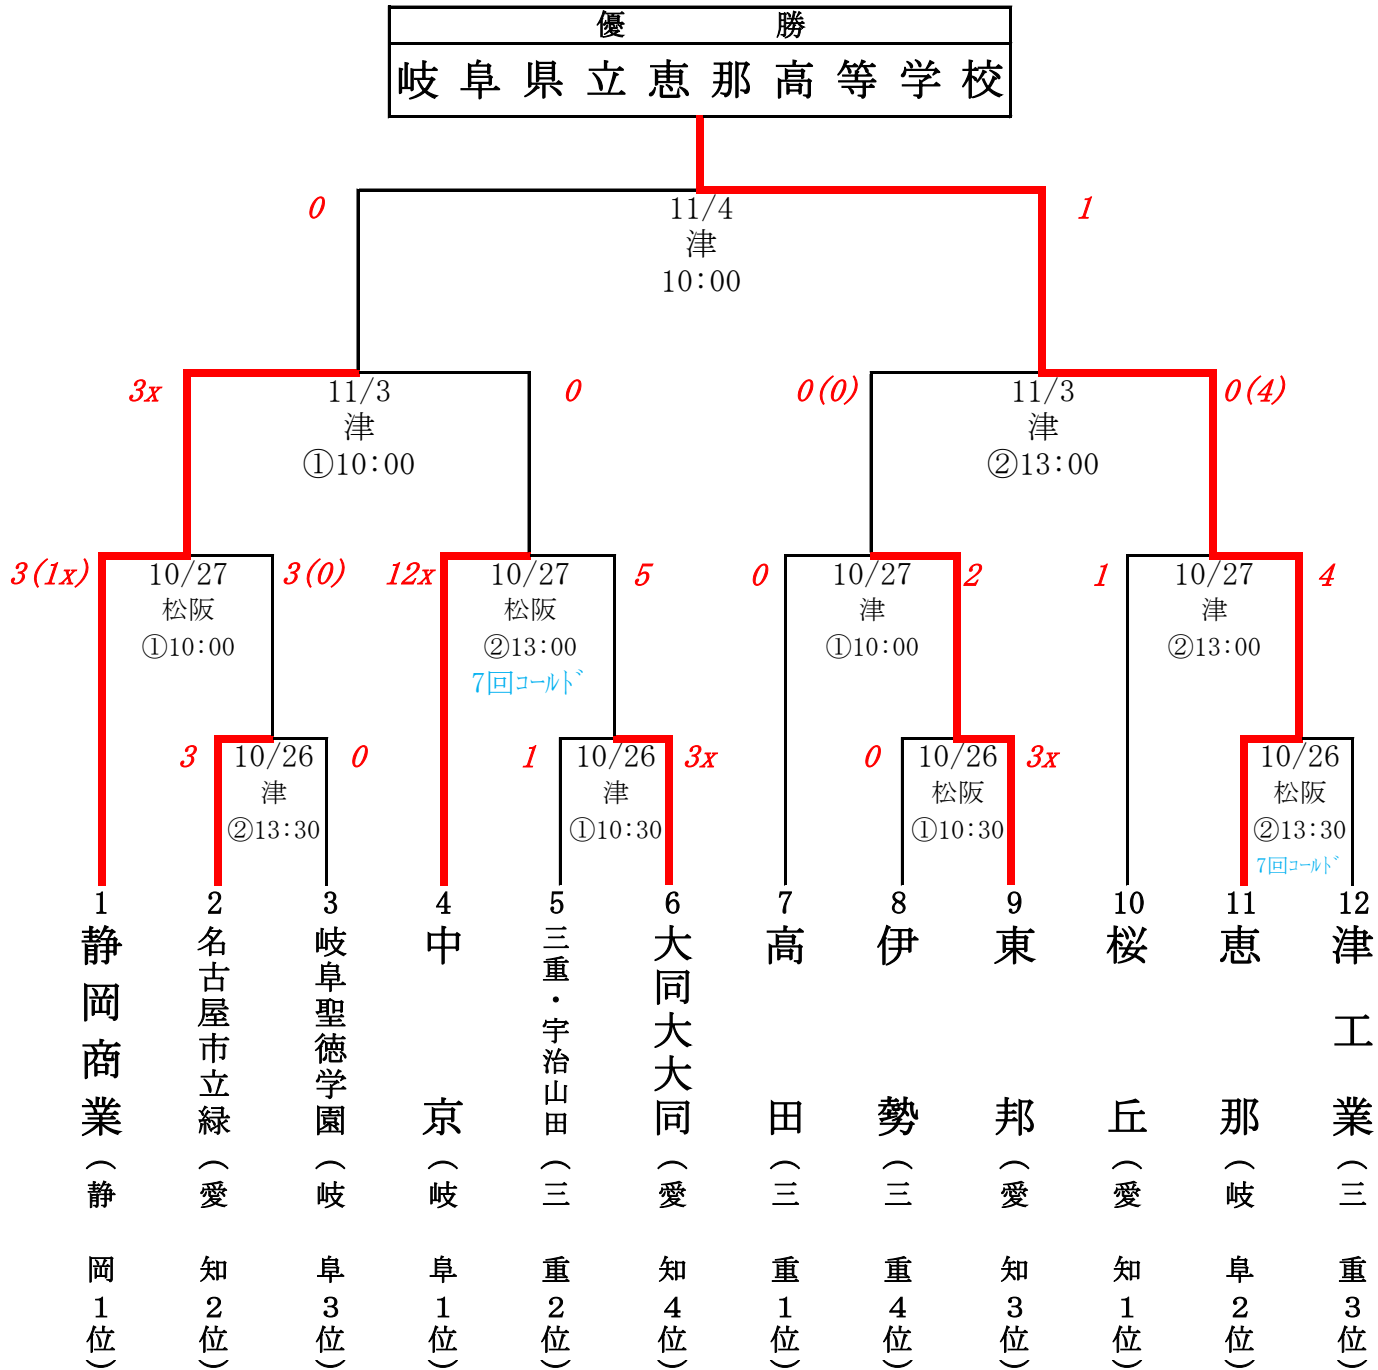 優勝
岐阜県立恵那高等学校
0
11/4
津
10:00
1
3x
11/3
津
①10:00
0
0(0)
11/3
津
②13:00
0(4)
3(1x)
10/27
松阪
①10:00
3(0)
12x
10/27
松阪
②13:00
7回ｺｰﾙﾄﾞ
5
0
10/27
津
①10:00
2
1
10/27
津
②13:00
4
3
10/26
津
②13:30
0
1
10/26
津
①10:30
3x
0
10/26
松阪
①10:30
3x
10/26
松阪
②13:30
7回ｺｰﾙﾄﾞ
1
静岡商業
(静岡1位)
2
名古屋市立緑
(愛知2位)
3
岐阜聖徳学園
(岐阜3位)
4
中京
(岐阜1位)
5
三重・宇治山田
(三重2位)
6
大同大大同
(愛知4位)
7
高田
(三重1位)
8
伊勢
(三重4位)
9
東邦
(愛知3位)
10
桜丘
(愛知1位)
11
恵那
(岐阜2位)
12
津工業
(三重3位)